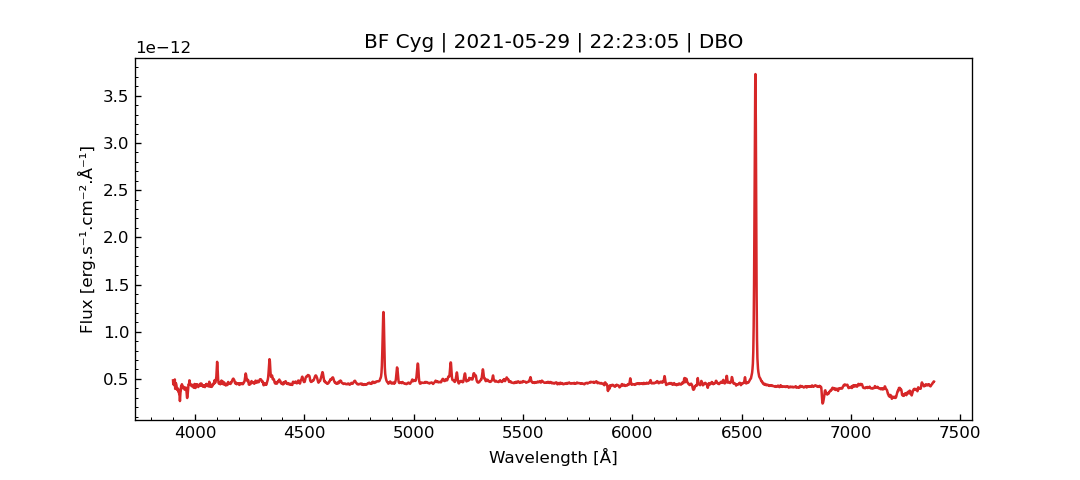 BF Cyg | 2021-05-29 | 22:23:05 | DBO
1e−12
3.5
3.0
2.5
2.0
1.5
1.0
0.5
Flux [erg.s⁻¹.cm⁻².Å⁻¹]
4000 4500 5000 5500 6000 6500 7000 7500
Wavelength [Å]